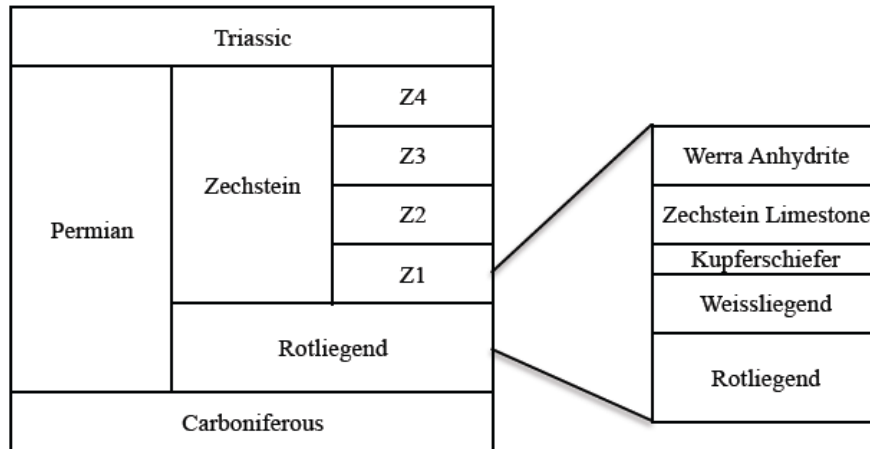 Triassic
Permian
Zechstein
Z4
Z3
Z2
Z1
Rotliegend
Carboniferous
Werra Anhydrite
Zechstein Limestone
Kupferschiefer
Weissliegend
Rotliegend